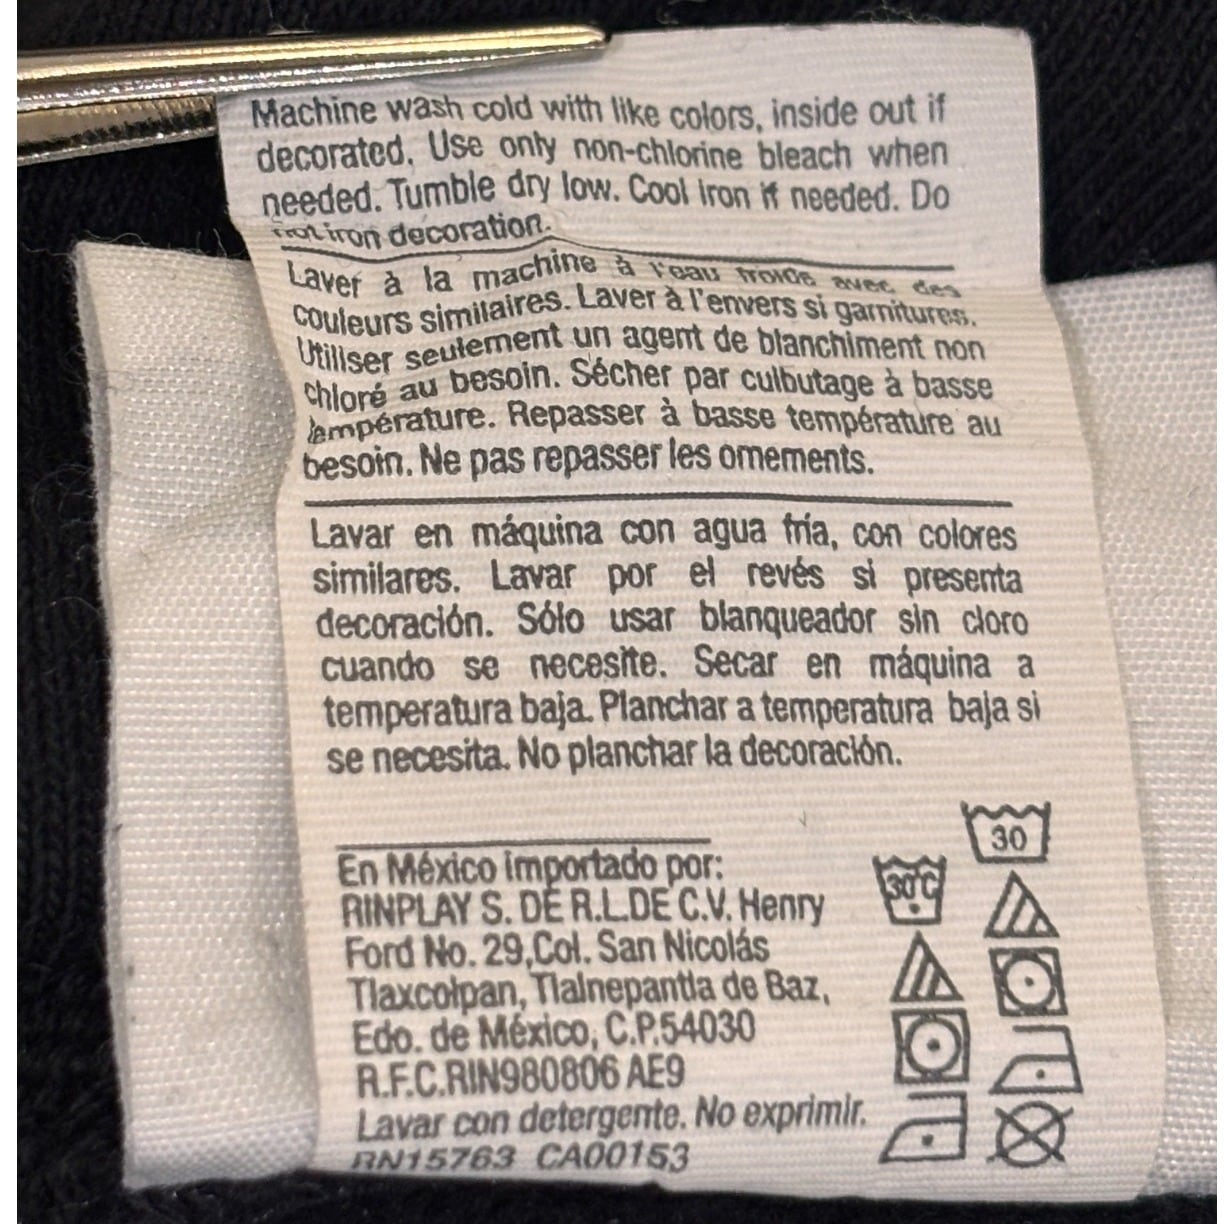 Machine wash cold with like colors, inside out if
decorated. Use only non-chlorine bleach when
needed. Tumble dry low. Cool Iron if needed. Do
not iron decoration.
Laver à la machine à l'eau froide avec des
couleurs similaires. Laver à l'envers si garnitures.
Utiliser seulement un agent de blanchiment non
chloré au besoin. Sécher par culbutage à basse
température. Repasser à basse température au
besoin. Ne pas repasser les ornements.
Lavar en máquina con agua fría, con colores
similares. Lavar por el revés si presenta
decoración. Sólo usar blanqueador sin cloro
cuando se necesite. Secar en máquina a
temperatura baja. Planchar a temperatura baja si
se necesita. No planchar la decoración.
En México importado por:
RINPLAY S. DE R.L.DE C.V. Henry
Ford No. 29,Col. San Nicolás
Tlaxcolpan, Tlalnepantla de Baz,
Edo. de México, C.P.54030
R.F.C.RIN980806 AE9
Lavar con detergente. No exprimir.
RN15763 CA00153
30
30°C